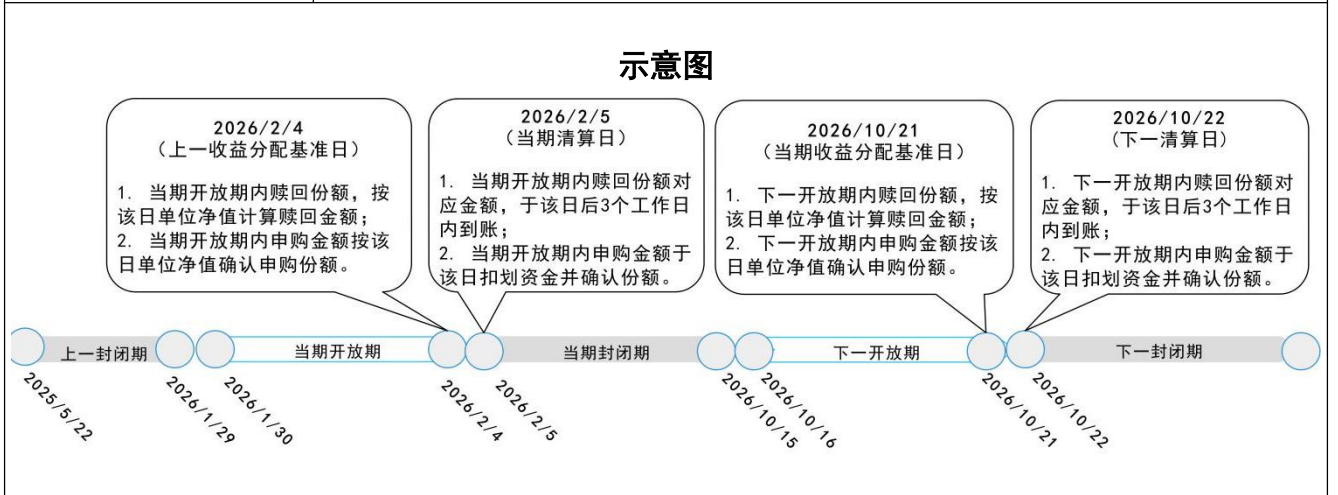 示意图
2026/2/4
（上一收益分配基准日）
1. 当期开放期内赎回份额，按
该日单位净值计算赎回金额；
2. 当期开放期内申购金额按该
日单位净值确认申购份额。
2026/2/5
（当期清算日）
1. 当期开放期内赎回份额对
应金额，于该日后3个工作日
内到账；
2. 当期开放期内申购金额于
该日扣划资金并确认份额。
2026/10/21
（当期收益分配基准日）
1. 下一开放期内赎回份额，按
该日单位净值计算赎回金额；
2. 下一开放期内申购金额按该
日单位净值确认申购份额。
2026/10/22
（下一清算日）
1. 下一开放期内赎回份额对
应金额，于该日后3个工作日
内到账；
2. 下一开放期内申购金额于
该日扣划资金并确认份额。
上一封闭期
当期开放期
当期封闭期
下一开放期
下一封闭期
2025/5/22
2026/1/29
2026/1/30
2026/2/4
2026/2/5
2026/10/15
2026/10/16
2026/10/21
2026/10/22